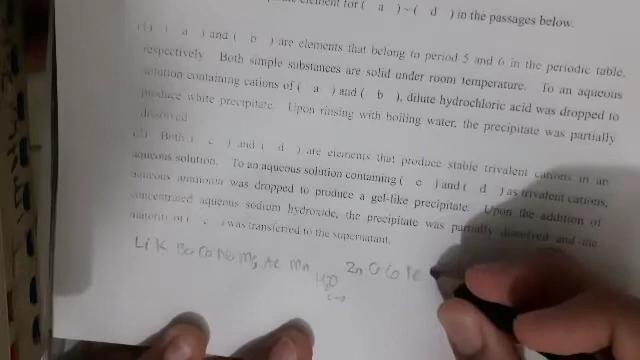 element for ( a ) ~ ( d ) in the passages below.
(1) ( a ) and ( b ) are elements that belong to period 5 and 6 in the periodic table,
respectively. Both simple substances are solid under room temperature. To an aqueous
solution containing cations of ( a ) and ( b ), dilute hydrochloric acid was dropped to
produce white precipitate. Upon rinsing with boiling water, the precipitate was partially
dissolved.
(2) Both ( c ) and ( d ) are elements that produce stable trivalent cations in an
aqueous solution. To an aqueous solution containing ( c ) and ( d ) as trivalent cations,
aqueous ammonia was dropped to produce a gel-like precipitate. Upon the addition of
concentrated aqueous sodium hydroxide, the precipitate was partially dissolved and the
majority of ( c ) was transferred to the supernatant.
Li K Ba Ca Na Mg Al Mn Zn Cr Co Fe
H₂O